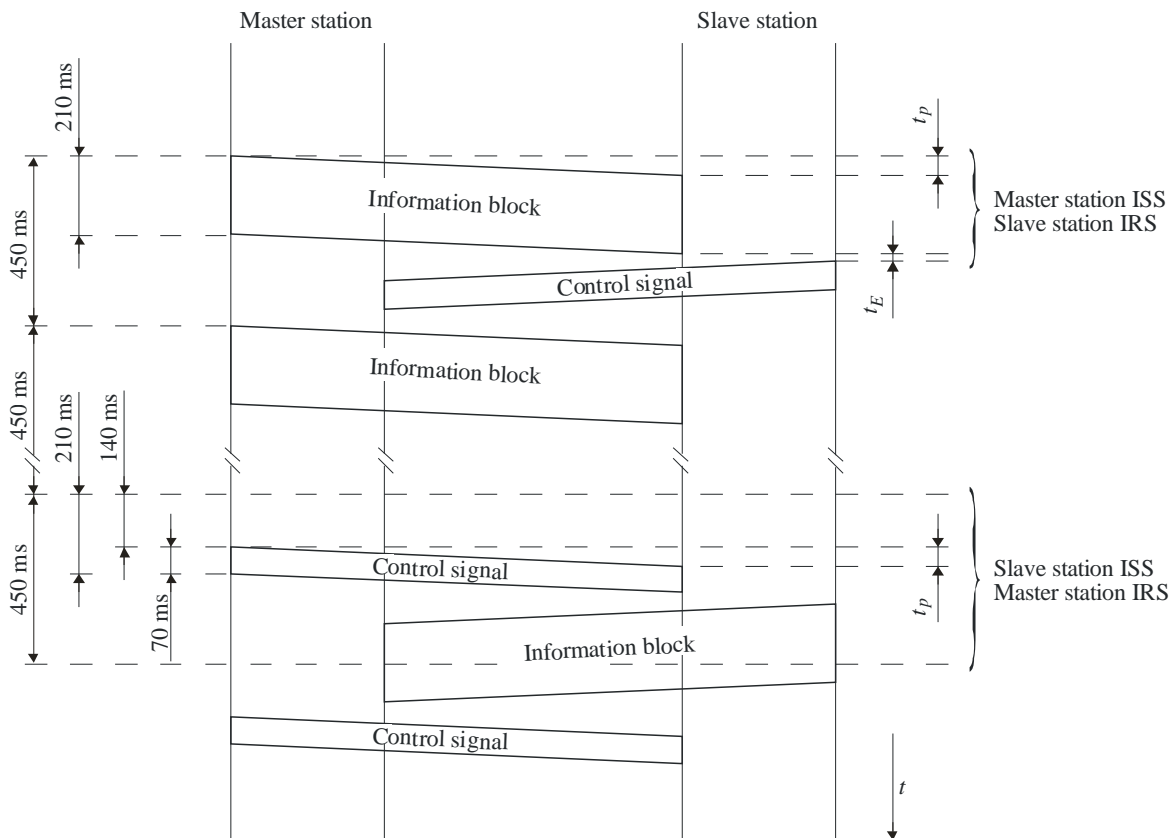 Master station
Slave station
210 ms
t_p
Information block
Master station ISS
Slave station IRS
450 ms
Control signal
t_E
Information block
450 ms
210 ms
140 ms
Control signal
Slave station ISS
Master station IRS
450 ms
70 ms
t_p
Information block
Control signal
t